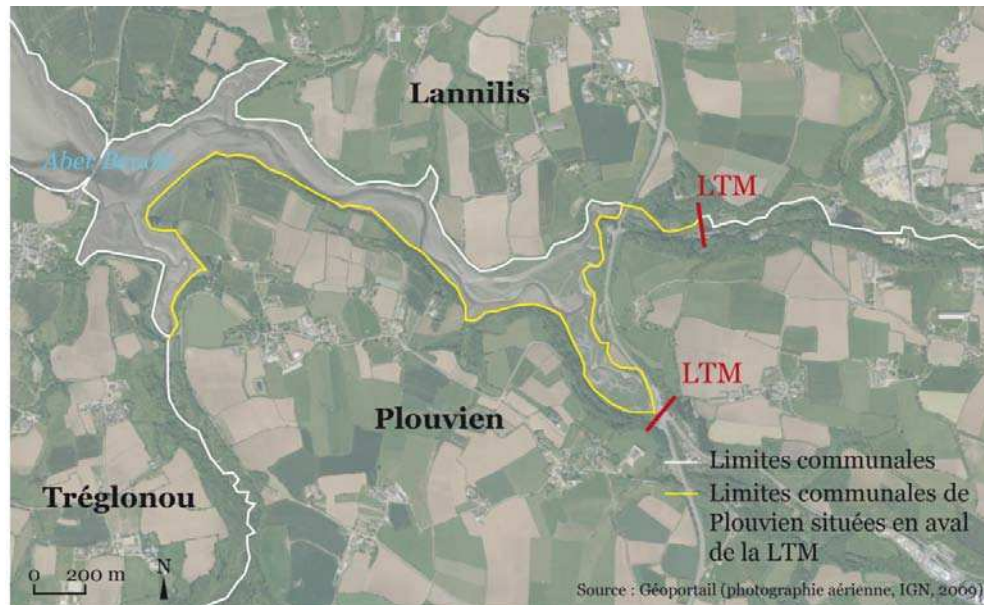 Lannilis
Aber Benoît
LTM
LTM
Plouvien
Tréglonou
Limites communales
Limites communales de
Plouvien situées en aval
de la LTM
0 200 m
N
Source : Géoportail (photographie aérienne, IGN, 2009)